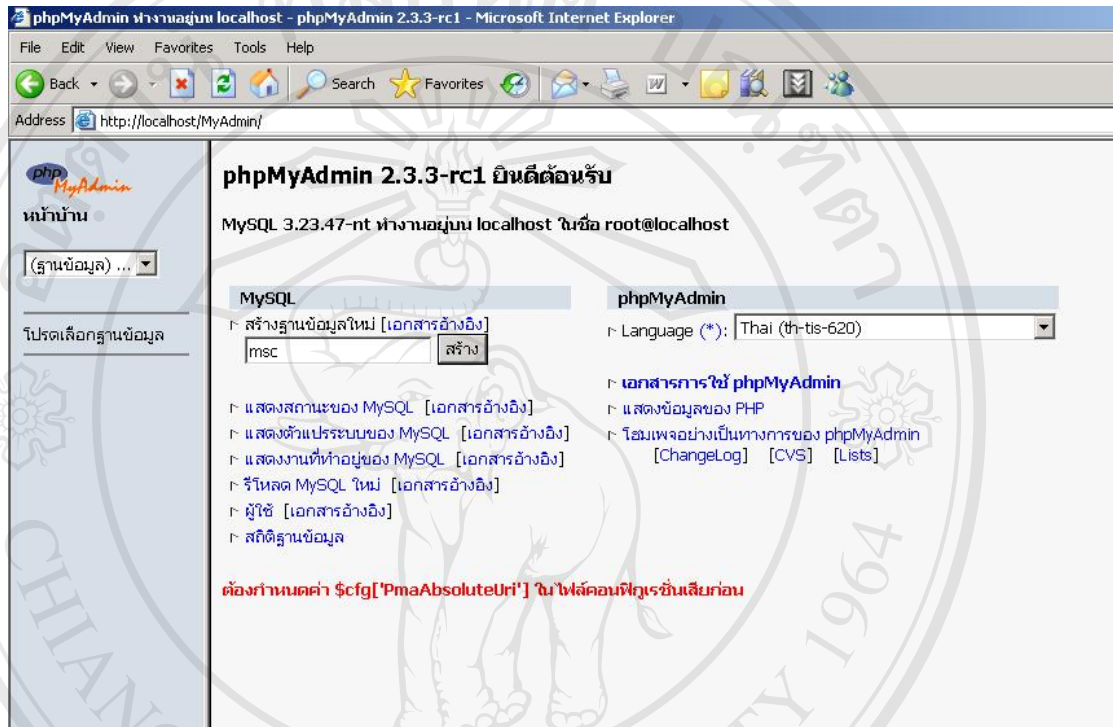 phpMyAdmin ทำงานอยู่บน localhost - phpMyAdmin 2.3.3-rc1 - Microsoft Internet Explorer
File Edit View Favorites Tools Help
Back Search Favorites
Address http://localhost/MyAdmin/
php MyAdmin
หน้าบ้าน
(ฐานข้อมูล) ...
โปรดเลือกฐานข้อมูล
phpMyAdmin 2.3.3-rc1 ยินดีต้อนรับ
MySQL 3.23.47-nt ทำงานอยู่บน localhost ในชื่อ root@localhost
MySQL
สร้างฐานข้อมูลใหม่ [เอกสารอ้างอิง]
msc สร้าง
แสดงสถานะของ MySQL [เอกสารอ้างอิง]
แสดงตัวแปรระบบของ MySQL [เอกสารอ้างอิง]
แสดงงานที่ทำอยู่ของ MySQL [เอกสารอ้างอิง]
รีโหลด MySQL ใหม่ [เอกสารอ้างอิง]
ผู้ใช้ [เอกสารอ้างอิง]
สถิติฐานข้อมูล
phpMyAdmin
Language (*): Thai (th-tis-620)
เอกสารการใช้ phpMyAdmin
แสดงข้อมูลของ PHP
โฮมเพจอย่างเป็นทางการของ phpMyAdmin
[ChangeLog] [CVS] [Lists]
ต้องกำหนดค่า $cfg['PmaAbsoluteUri'] ในไฟล์คอนฟิกูเรชั่นเสียก่อน